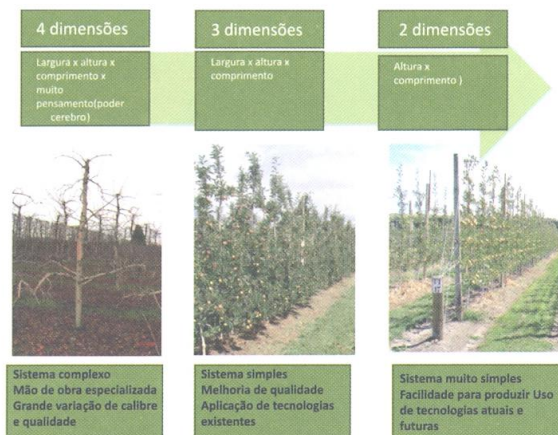 4 dimensões
3 dimensões
2 dimensões
Largura x altura x
comprimento x
muito
pensamento(poder
cerebro)
Largura x altura x
comprimento
Altura x
comprimento )
Sistema complexo
Mão de obra especializada
Grande variação de calibre
e qualidade
Sistema simples
Melhoria de qualidade
Aplicação de tecnologias
existentes
Sistema muito simples
Facilidade para produzir Uso
de tecnologias atuais e
futuras